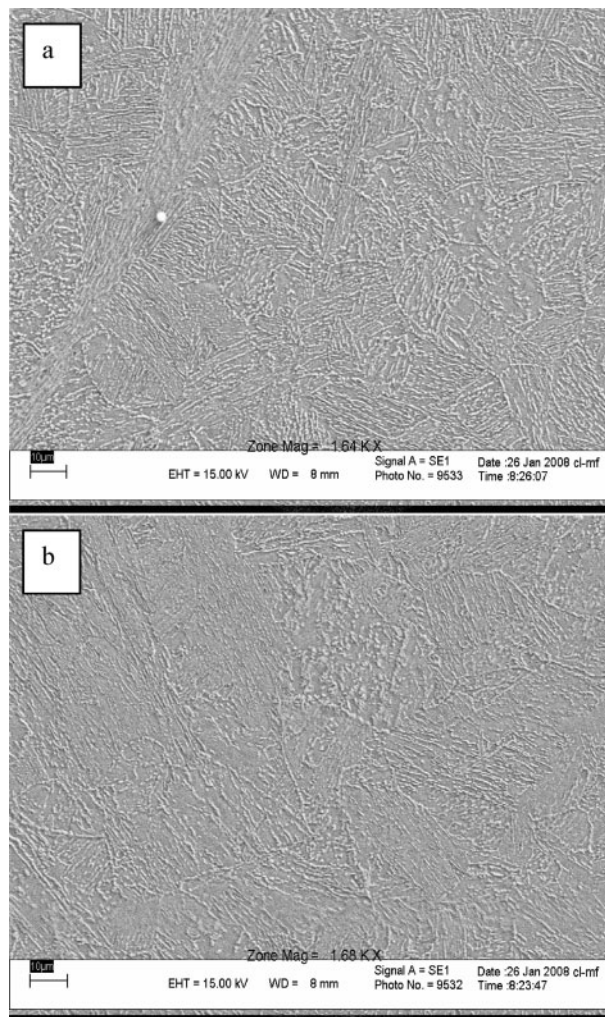 a
Zone Mag = 1.64 K X
10µm
EHT = 15.00 kV WD = 8 mm Signal A = SE1 Date :26 Jan 2008 cl-mf
Photo No. = 9533 Time :8:26:07
b
Zone Mag = 1.68 K X
10µm
EHT = 15.00 kV WD = 8 mm Signal A = SE1 Date :26 Jan 2008 cl-mf
Photo No. = 9532 Time :8:23:47